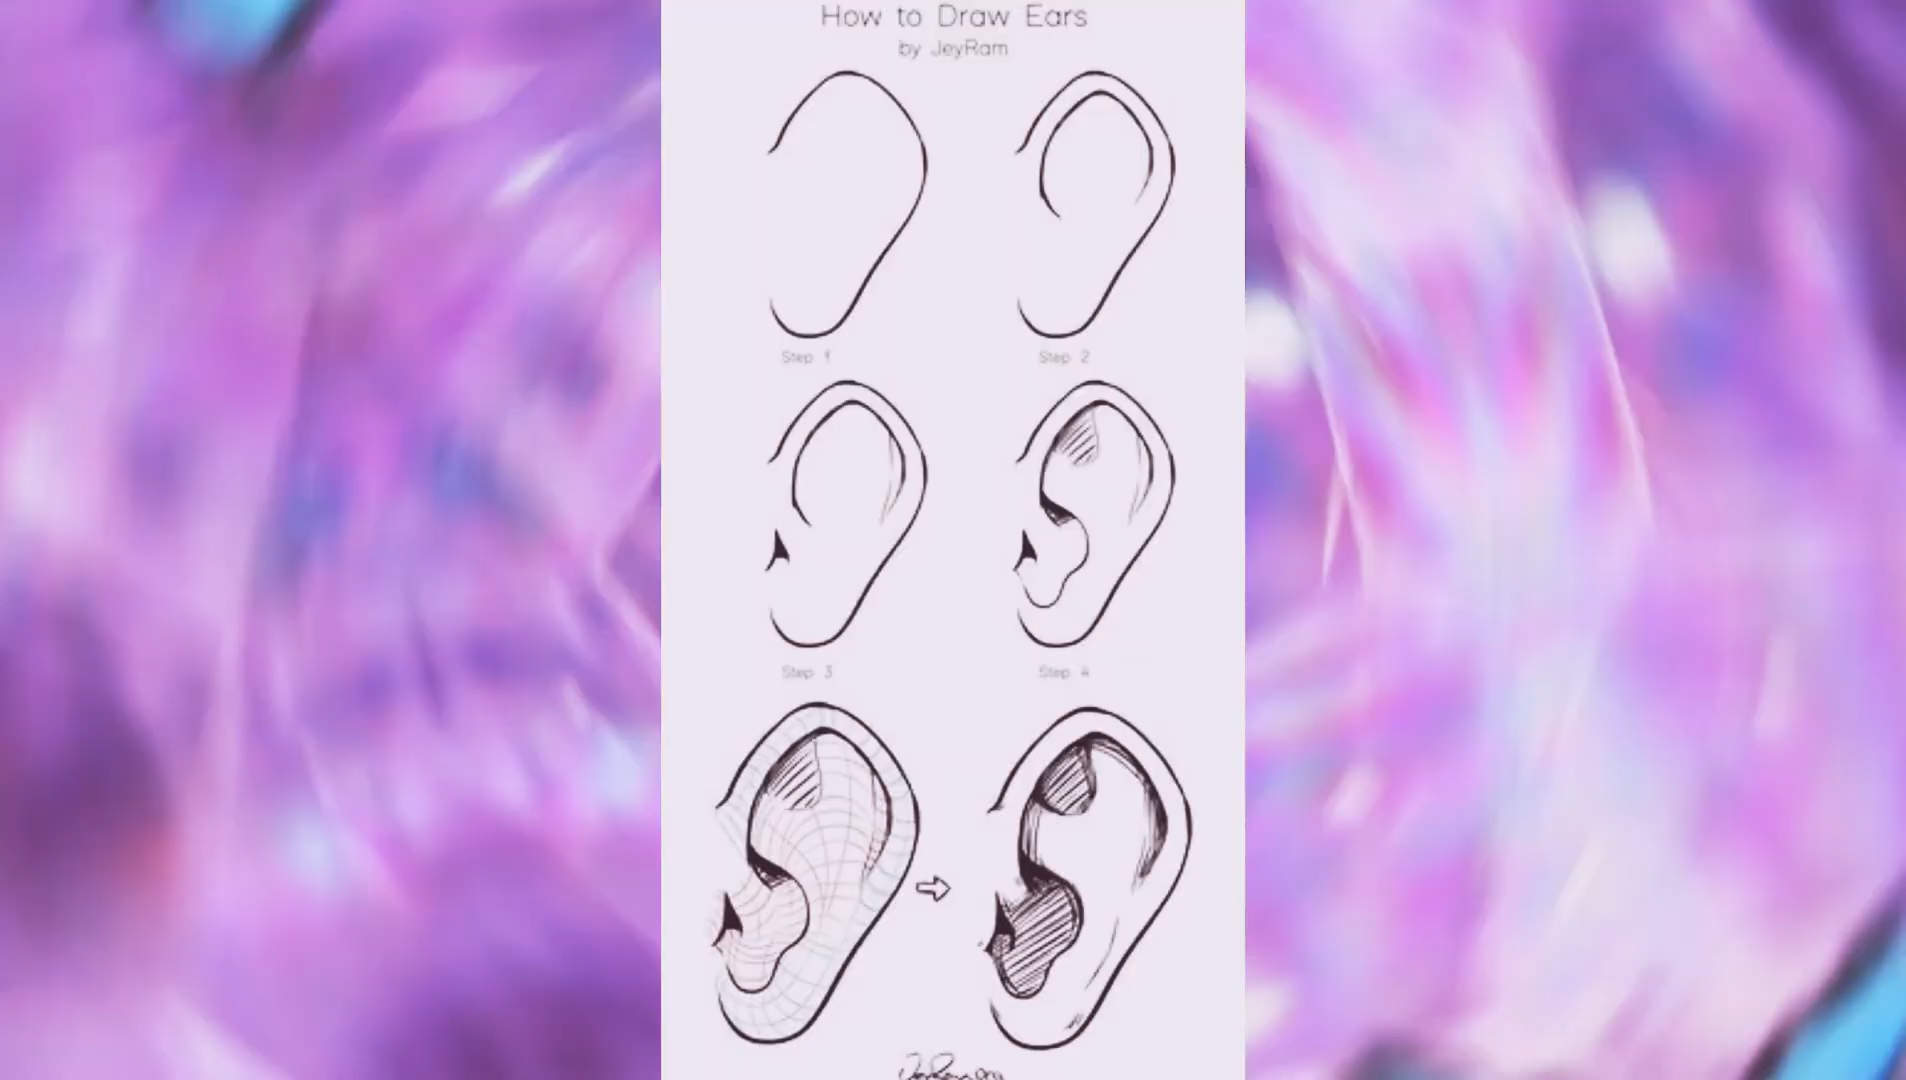 How to Draw Ears
by JeyRam
Step 1
Step 2
Step 3
Step 4